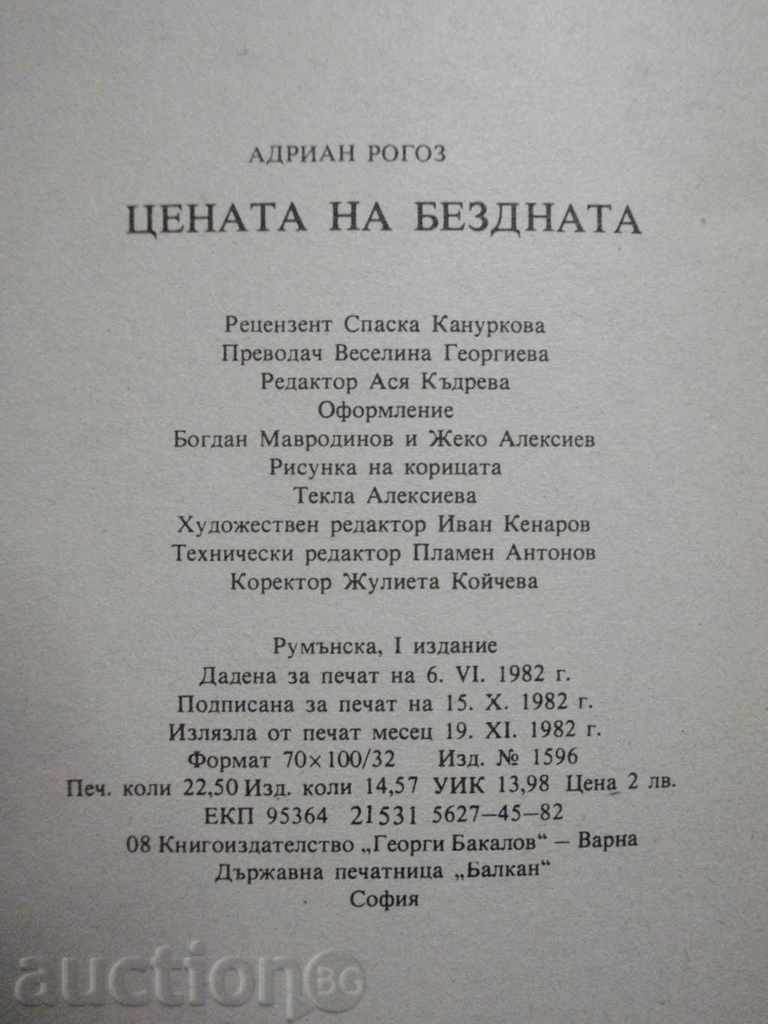 АДРИАН РОГОЗ
ЦЕНАТА НА БЕЗДНАТА
Рецензент Спаска Кануркова
Преводач Веселина Георгиева
Редактор Ася Къдрева
Оформление
Богдан Мавродинов и Жеко Алексиев
Рисунка на корицата
Текла Алексиева
Художествен редактор Иван Кенаров
Технически редактор Пламен Антонов
Коректор Жулиета Койчева
Румънска, I издание
Дадена за печат на 6. VI. 1982 г.
Подписана за печат на 15. X. 1982 г.
Излязла от печат месец 19. XI. 1982 г.
Формат 70×100/32 Изд. № 1596
Печ. коли 22,50 Изд. коли 14,57 УИК 13,98 Цена 2 лв.
ЕКП 95364 21531 5627—45—82
08 Книгоиздателство „Георги Бакалов“ — Варна
Държавна печатница „Балкан“
София
auction BG